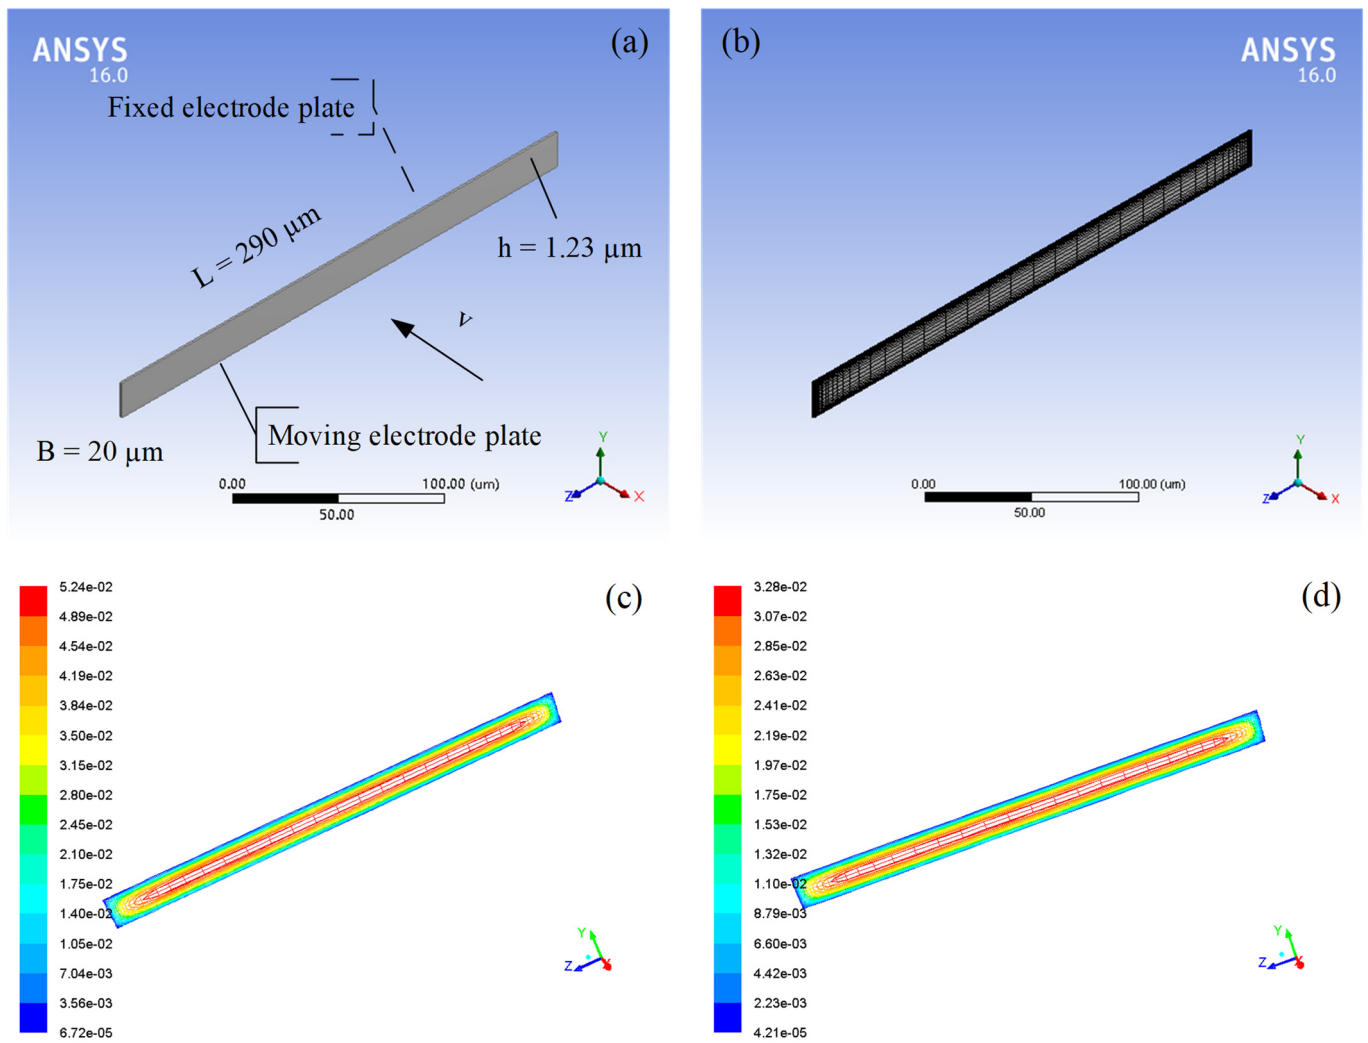 (a)
ANSYS
16.0
Fixed electrode plate
L = 290 µm
h = 1.23 µm
v
Moving electrode plate
B = 20 µm
0.00 100.00 (um)
50.00
Y
Z X
(b)
ANSYS
16.0
0.00 100.00 (um)
50.00
Y
Z X
(c)
5.24e-02
4.89e-02
4.54e-02
4.19e-02
3.84e-02
3.50e-02
3.15e-02
2.80e-02
2.45e-02
2.10e-02
1.75e-02
1.40e-02
1.05e-02
7.04e-03
3.56e-03
6.72e-05
Y
Z X
(d)
3.28e-02
3.07e-02
2.85e-02
2.63e-02
2.41e-02
2.19e-02
1.97e-02
1.75e-02
1.53e-02
1.32e-02
1.10e-02
8.79e-03
6.60e-03
4.42e-03
2.23e-03
4.21e-05
Y
Z X